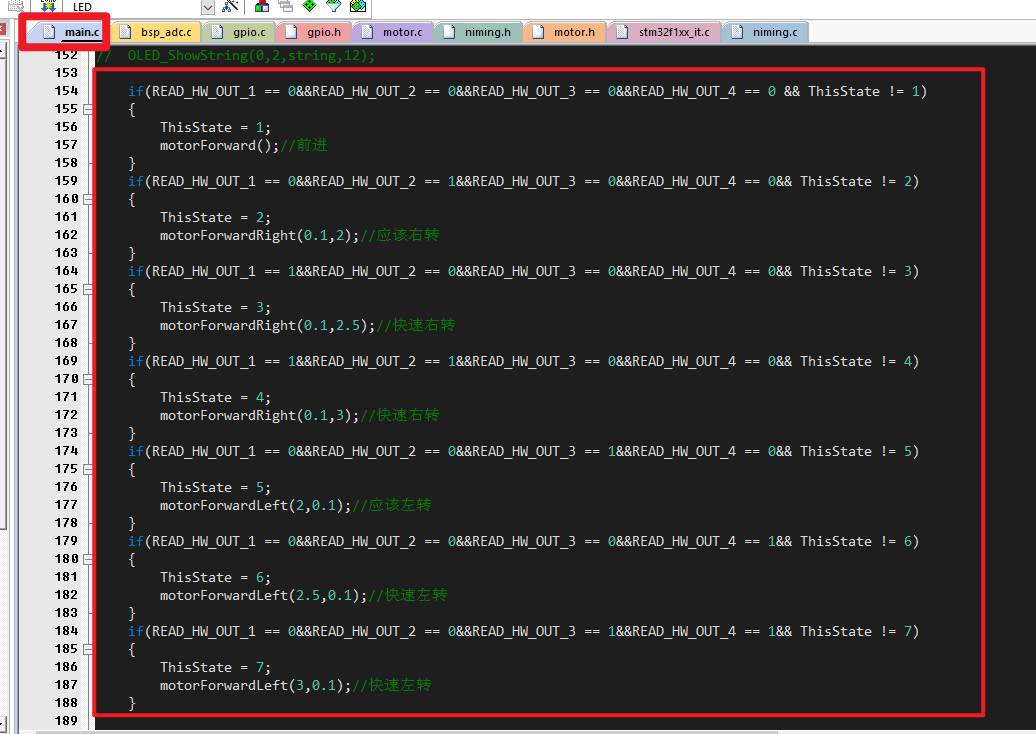 LED
main.c bsp_adc.c gpio.c gpio.h motor.c niming.h motor.h stm32f1xx_it.c niming.c
152 // OLED_ShowString(0,2,string,12);
153
154 if(READ_HW_OUT_1 == 0&&READ_HW_OUT_2 == 0&&READ_HW_OUT_3 == 0&&READ_HW_OUT_4 == 0 && ThisState != 1)
155 {
156 ThisState = 1;
157 motorForward();//前进
158 }
159 if(READ_HW_OUT_1 == 0&&READ_HW_OUT_2 == 1&&READ_HW_OUT_3 == 0&&READ_HW_OUT_4 == 0&& ThisState != 2)
160 {
161 ThisState = 2;
162 motorForwardRight(0.1,2);//应该右转
163 }
164 if(READ_HW_OUT_1 == 1&&READ_HW_OUT_2 == 0&&READ_HW_OUT_3 == 0&&READ_HW_OUT_4 == 0&& ThisState != 3)
165 {
166 ThisState = 3;
167 motorForwardRight(0.1,2.5);//快速右转
168 }
169 if(READ_HW_OUT_1 == 1&&READ_HW_OUT_2 == 1&&READ_HW_OUT_3 == 0&&READ_HW_OUT_4 == 0&& ThisState != 4)
170 {
171 ThisState = 4;
172 motorForwardRight(0.1,3);//快速右转
173 }
174 if(READ_HW_OUT_1 == 0&&READ_HW_OUT_2 == 0&&READ_HW_OUT_3 == 1&&READ_HW_OUT_4 == 0&& ThisState != 5)
175 {
176 ThisState = 5;
177 motorForwardLeft(2,0.1);//应该左转
178 }
179 if(READ_HW_OUT_1 == 0&&READ_HW_OUT_2 == 0&&READ_HW_OUT_3 == 0&&READ_HW_OUT_4 == 1&& ThisState != 6)
180 {
181 ThisState = 6;
182 motorForwardLeft(2.5,0.1);//快速左转
183 }
184 if(READ_HW_OUT_1 == 0&&READ_HW_OUT_2 == 0&&READ_HW_OUT_3 == 1&&READ_HW_OUT_4 == 1&& ThisState != 7)
185 {
186 ThisState = 7;
187 motorForwardLeft(3,0.1);//快速左转
188 }
189